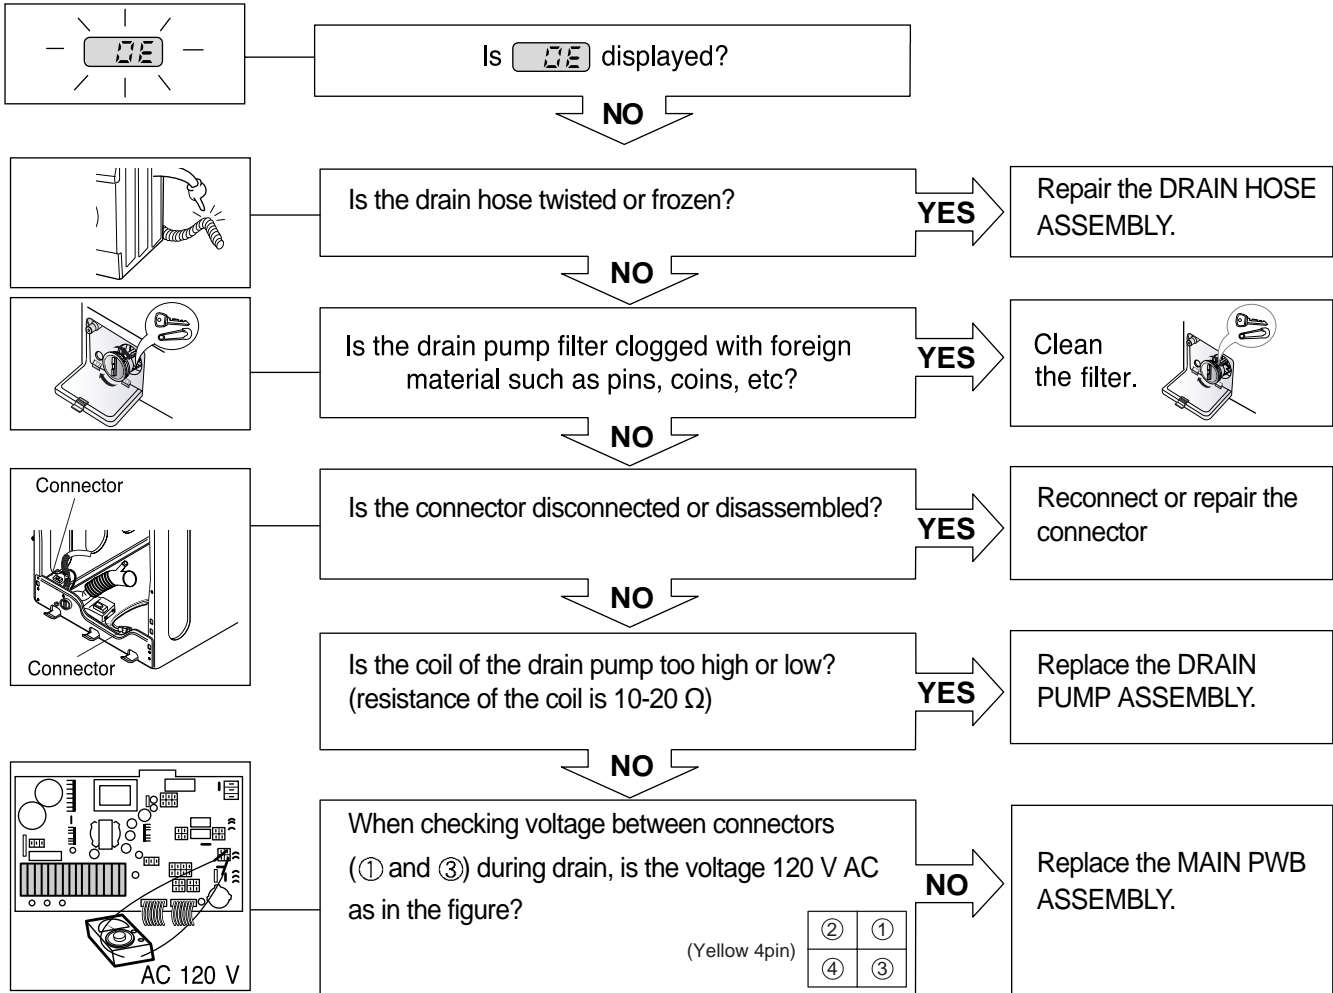 OE
Is OE displayed?
NO
Is the drain hose twisted or frozen?
YES
Repair the DRAIN HOSE
ASSEMBLY.
NO
Is the drain pump filter clogged with foreign
material such as pins, coins, etc?
YES
Clean
the filter.
NO
Connector
Connector
Is the connector disconnected or disassembled?
YES
Reconnect or repair the
connector
NO
Is the coil of the drain pump too high or low?
(resistance of the coil is 10-20 Ω)
YES
Replace the DRAIN
PUMP ASSEMBLY.
NO
AC 120 V
When checking voltage between connectors
(① and ③) during drain, is the voltage 120 V AC
as in the figure?
(Yellow 4pin)
② ①
④ ③
NO
Replace the MAIN PWB
ASSEMBLY.